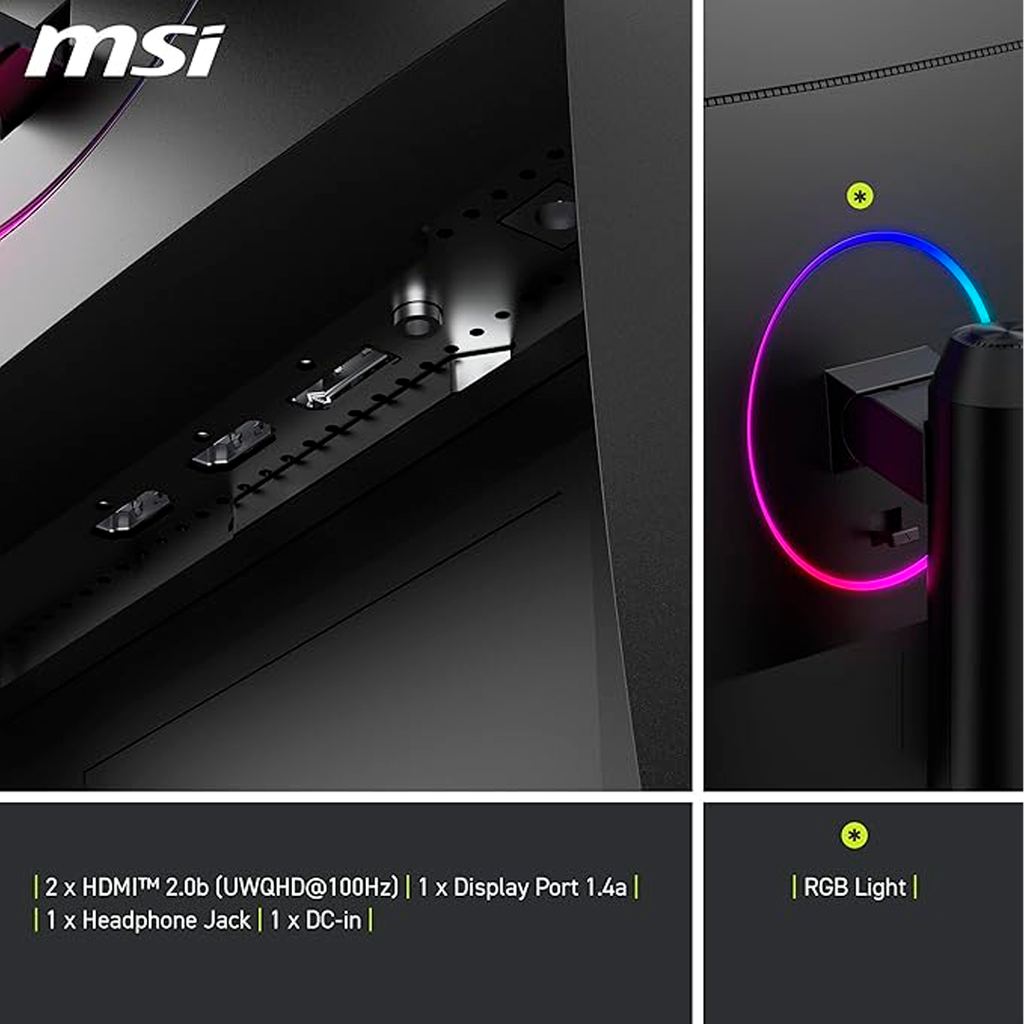 msi
| 2 x HDMI™ 2.0b (UWQHD@100Hz) | 1 x Display Port 1.4a |
| 1 x Headphone Jack | 1 x DC-in |
| RGB Light |